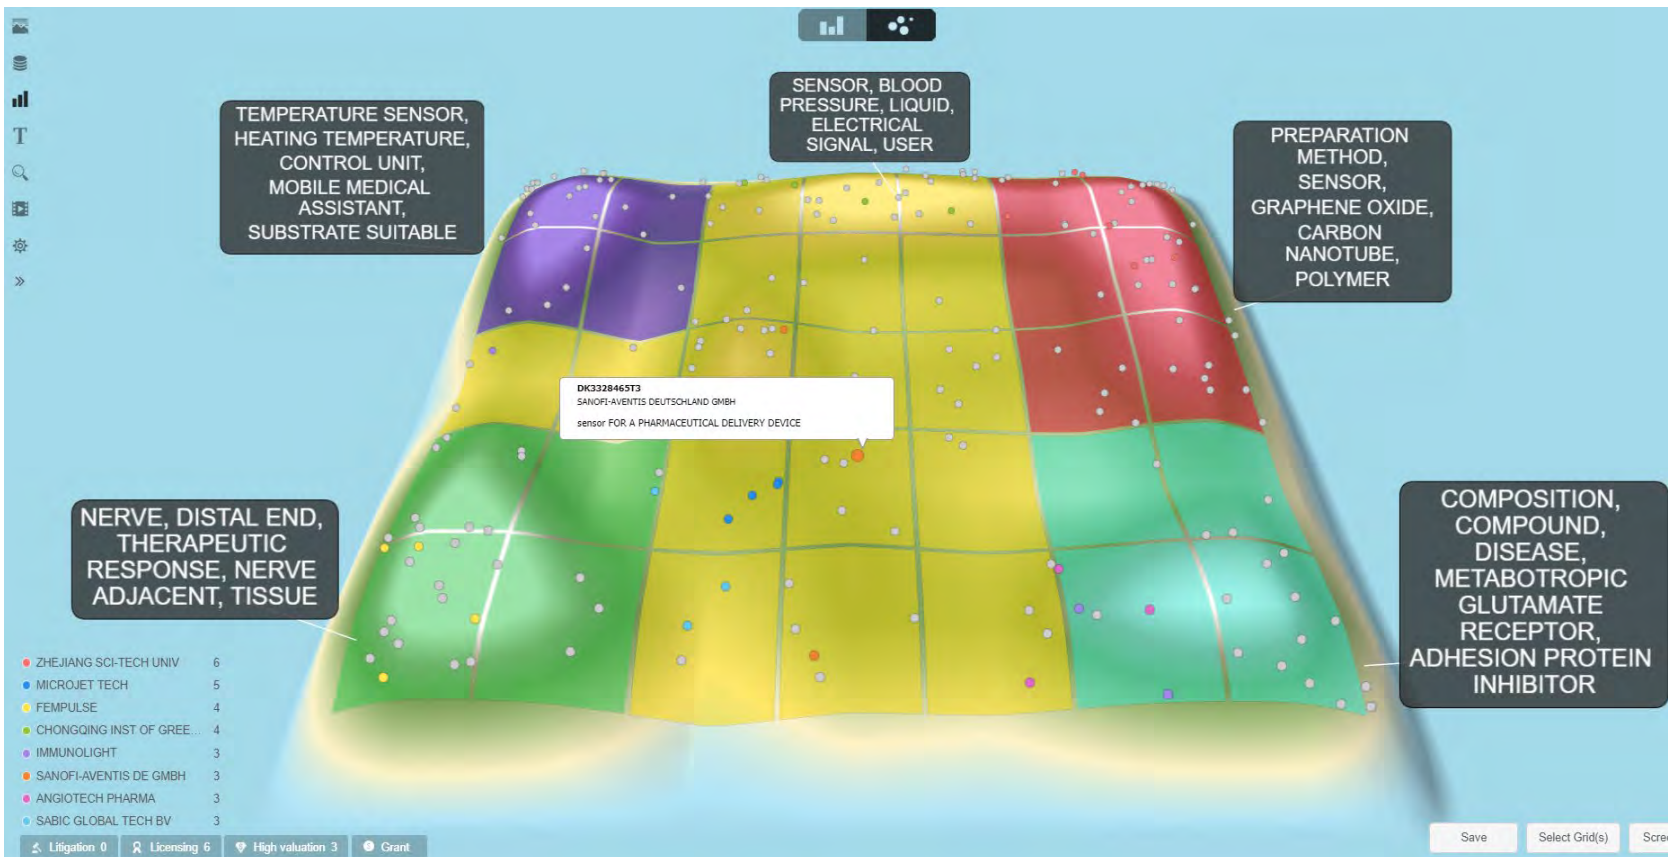 SENSOR, BLOOD
PRESSURE, LIQUID,
ELECTRICAL
SIGNAL, USER
TEMPERATURE SENSOR,
HEATING TEMPERATURE,
CONTROL UNIT,
MOBILE MEDICAL
ASSISTANT,
SUBSTRATE SUITABLE
PREPARATION
METHOD,
SENSOR,
GRAPHENE OXIDE,
CARBON
NANOTUBE,
POLYMER
T
DK3328465T3
SANOFI-AVENTIS DEUTSCHLAND GMBH
sensor FOR A PHARMACEUTICAL DELIVERY DEVICE
NERVE, DISTAL END,
THERAPEUTIC
RESPONSE, NERVE
ADJACENT, TISSUE
COMPOSITION,
COMPOUND,
DISEASE,
METABOTROPIC
GLUTAMATE
RECEPTOR,
ADHESION PROTEIN
INHIBITOR
ZHEJIANG SCI-TECH UNIV 6
MICROJET TECH 5
FEMPULSE 4
CHONGQING INST OF GREE... 4
IMMUNOLIGHT 3
SANOFI-AVENTIS DE GMBH 3
ANGIOTECH PHARMA 3
SABIC GLOBAL TECH BV 3
Litigation 0 Licensing 6 High valuation 3 Grant
Save Select Grid(s) Scree